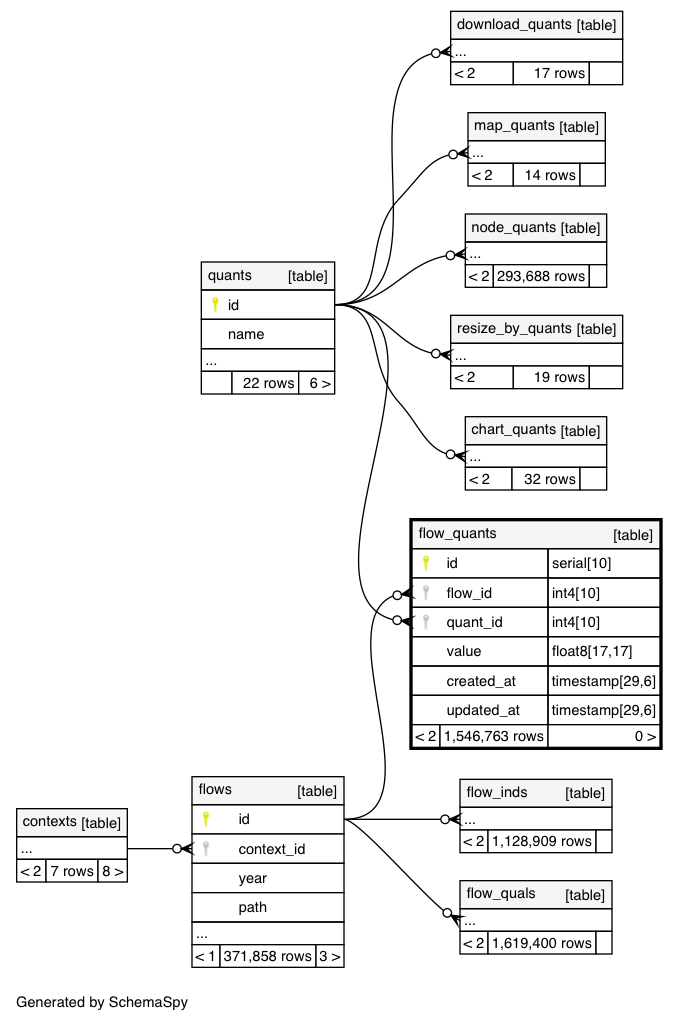 download_quants [table]
...
< 2 17 rows
map_quants [table]
...
< 2 14 rows
node_quants [table]
...
< 2 293,688 rows
quants [table]
id
name
...
22 rows 6 >
resize_by_quants [table]
...
< 2 19 rows
chart_quants [table]
...
< 2 32 rows
flow_quants [table]
id serial[10]
flow_id int4[10]
quant_id int4[10]
value float8[17,17]
created_at timestamp[29,6]
updated_at timestamp[29,6]
< 2 1,546,763 rows 0 >
contexts [table]
...
< 2 7 rows 8 >
flows [table]
id
context_id
year
path
...
< 1 371,858 rows 3 >
flow_inds [table]
...
< 2 1,128,909 rows
flow_quals [table]
...
< 2 1,619,400 rows
Generated by SchemaSpy